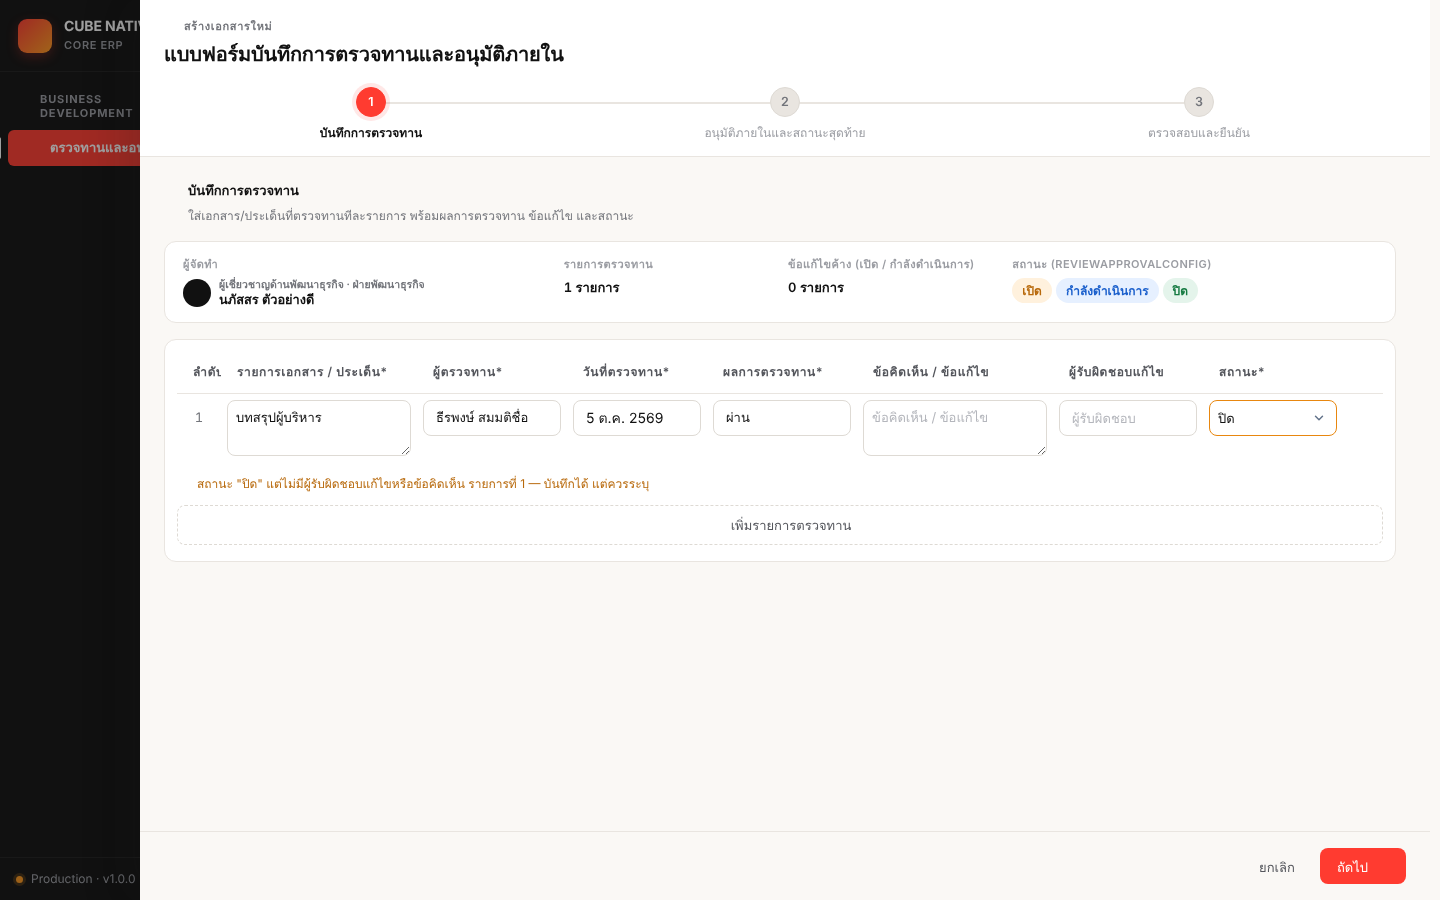 CUBE NATIV
CORE ERP
BUSINESS
DEVELOPMENT
ตรวจทานและอน
Production · v1.0.0
สร้างเอกสารใหม่
แบบฟอร์มบันทึกการตรวจทานและอนุมัติภายใน
1 2 3
บันทึกการตรวจทาน อนุมัติภายในและสถานะสุดท้าย ตรวจสอบและยืนยัน
บันทึกการตรวจทาน
ใส่เอกสาร/ประเด็นที่ตรวจทานทีละรายการ พร้อมผลการตรวจทาน ข้อแก้ไข และสถานะ
ผู้จัดทำ รายการตรวจทาน ข้อแก้ไขค้าง (เปิด / กำลังดำเนินการ) สถานะ (REVIEWAPPROVALCONFIG)
ผู้เชี่ยวชาญด้านพัฒนาธุรกิจ · ฝ่ายพัฒนาธุรกิจ
นภัสสร ตัวอย่างดี 1 รายการ 0 รายการ เปิด กำลังดำเนินการ ปิด
ลำดับ รายการเอกสาร / ประเด็น* ผู้ตรวจทาน* วันที่ตรวจทาน* ผลการตรวจทาน* ข้อคิดเห็น / ข้อแก้ไข ผู้รับผิดชอบแก้ไข สถานะ*
1 บทสรุปผู้บริหาร ธีรพงษ์ สมมติชื่อ 5 ต.ค. 2569 ผ่าน ข้อคิดเห็น / ข้อแก้ไข ผู้รับผิดชอบ ปิด
สถานะ "ปิด" แต่ไม่มีผู้รับผิดชอบแก้ไขหรือข้อคิดเห็น รายการที่ 1 — บันทึกได้ แต่ควรระบุ
เพิ่มรายการตรวจทาน
ยกเลิก ถัดไป